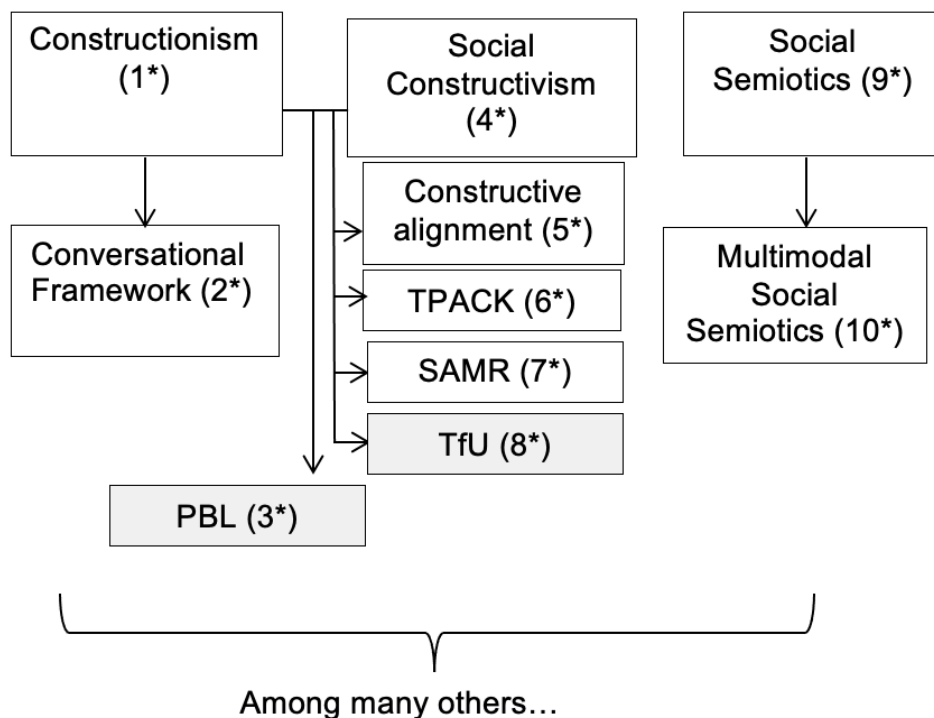 Constructionism
(1*)
Social
Constructivism
(4*)
Social
Semiotics (9*)
Conversational
Framework (2*)
Constructive
alignment (5*)
TPACK (6*)
SAMR (7*)
TfU (8*)
PBL (3*)
Multimodal
Social
Semiotics (10*)
Among many others…